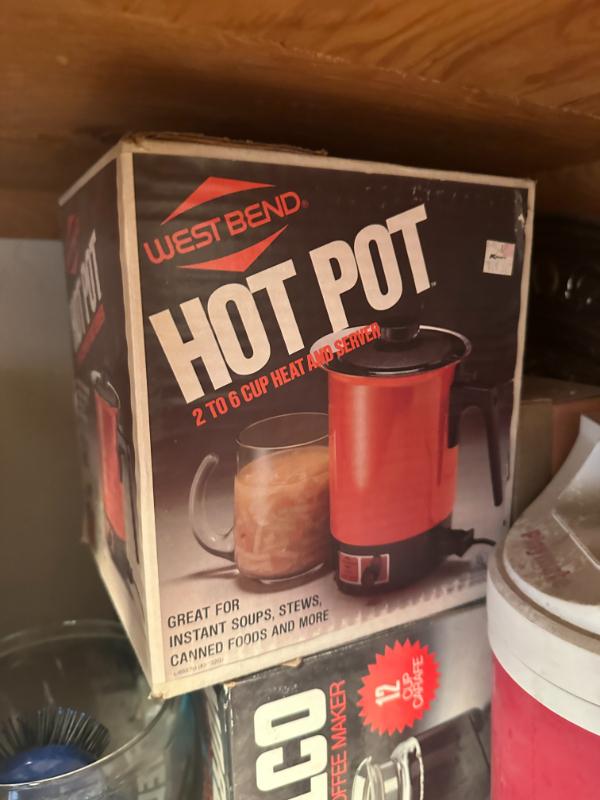 WEST BEND®
HOT POT
2 TO 6 CUP HEAT AND SERVER
GREAT FOR
INSTANT SOUPS, STEWS,
CANNED FOODS AND MORE
HOT POT
LCO
OFFEE MAKER
12
CUP
CARAFE
Playmate